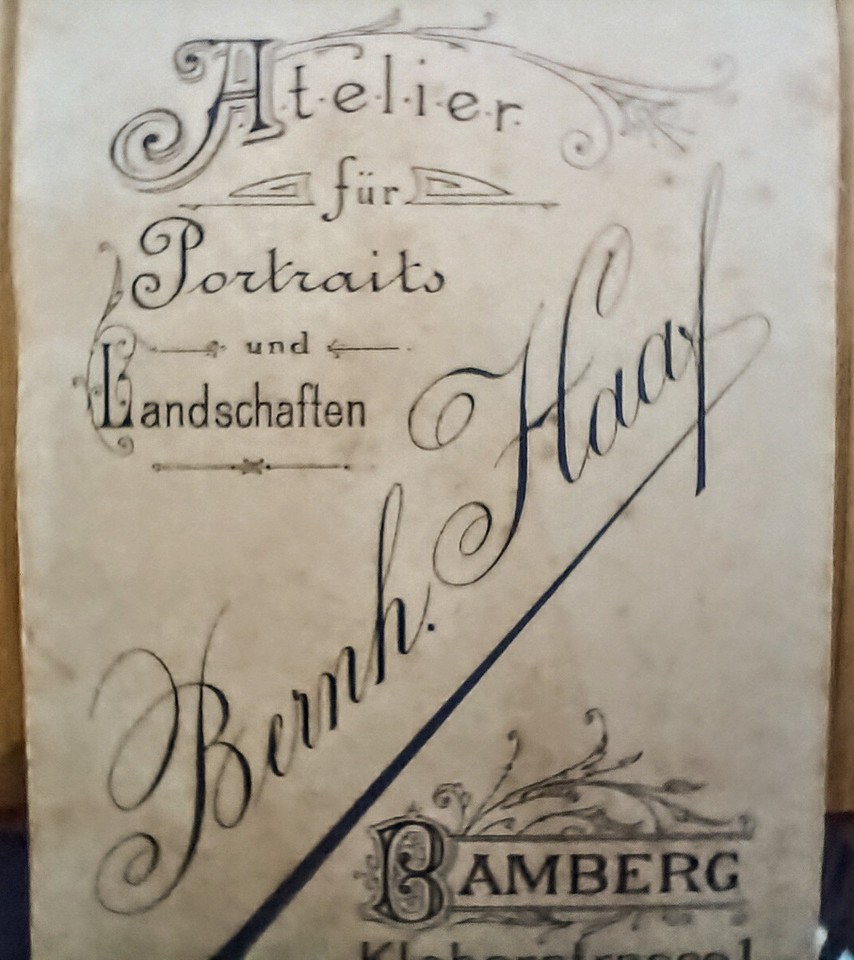 Atelier
für
Portraits
und
Landschaften
Bernh. Haaf
BAMBERG